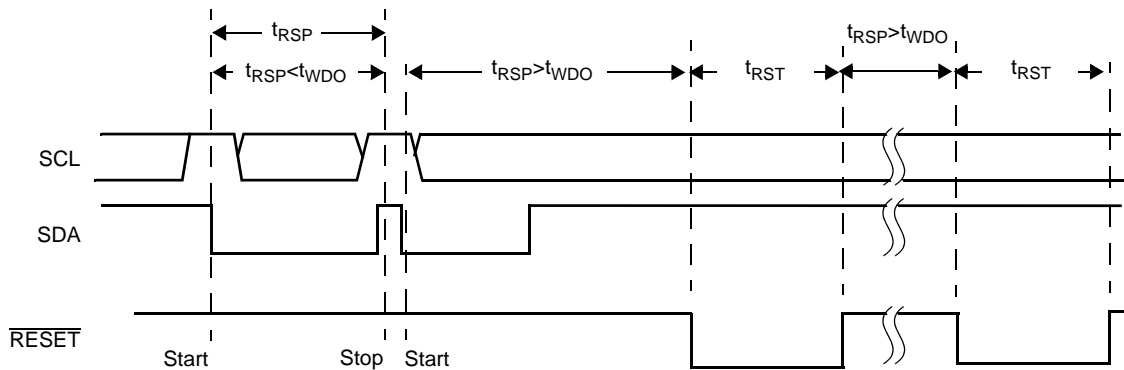 tRSP
tRSP<tWDO
tRSP>tWDO
tRST
tRSP>tWDO
tRST
SCL
SDA
RESET
Start
Stop
Start